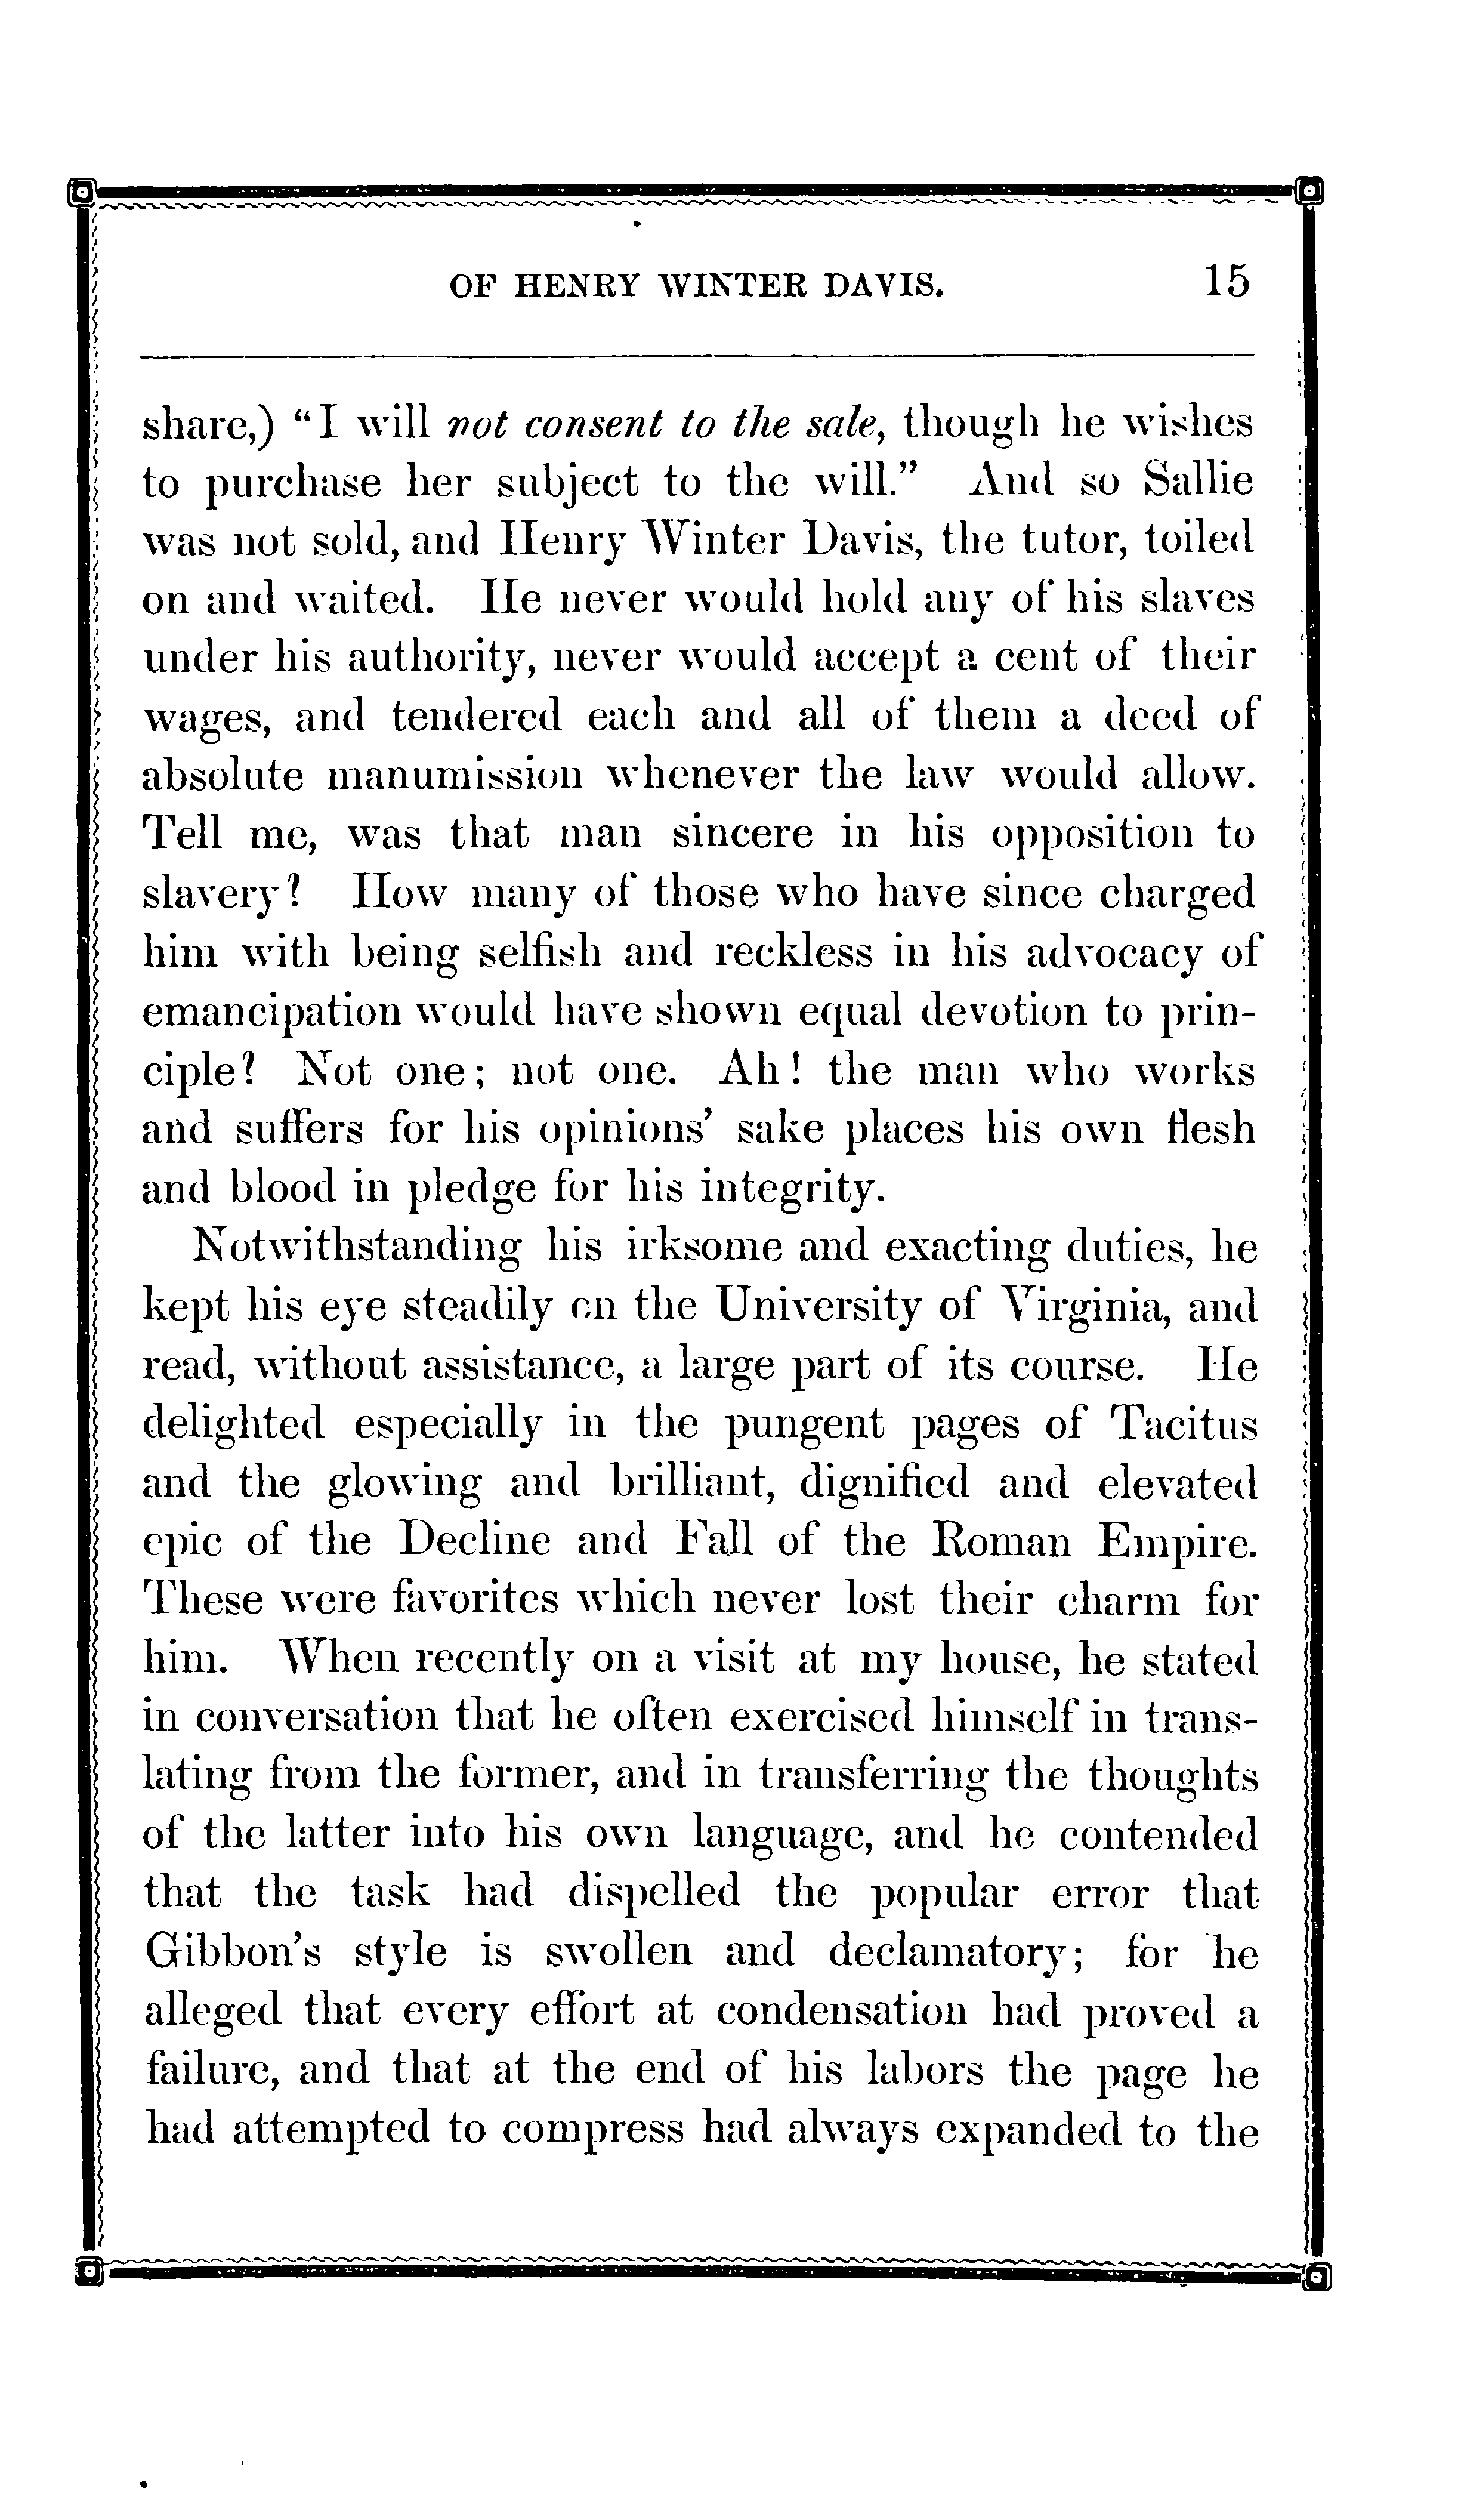 OF HENRY WINTER DAVIS. 15
share,) “I will not consent to the sale, though he wishes
to purchase her subject to the will.” And so Sallie
was not sold, and Henry Winter Davis, the tutor, toiled
on and waited. He never would hold any of his slaves
under his authority, never would accept a cent of their
wages, and tendered each and all of them a deed of
absolute manumission whenever the law would allow.
Tell me, was that man sincere in his opposition to
slavery? How many of those who have since charged
him with being selfish and reckless in his advocacy of
emancipation would have shown equal devotion to prin-
ciple? Not one; not one. Ah! the man who works
and suffers for his opinions’ sake places his own flesh
and blood in pledge for his integrity.
Notwithstanding his irksome and exacting duties, he
kept his eye steadily on the University of Virginia, and
read, without assistance, a large part of its course. He
delighted especially in the pungent pages of Tacitus
and the glowing and brilliant, dignified and elevated
epic of the Decline and Fall of the Roman Empire.
These were favorites which never lost their charm for
him. When recently on a visit at my house, he stated
in conversation that he often exercised himself in trans-
lating from the former, and in transferring the thoughts
of the latter into his own language, and he contended
that the task had dispelled the popular error that
Gibbon’s style is swollen and declamatory; for he
alleged that every effort at condensation had proved a
failure, and that at the end of his labors the page he
had attempted to compress had always expanded to the